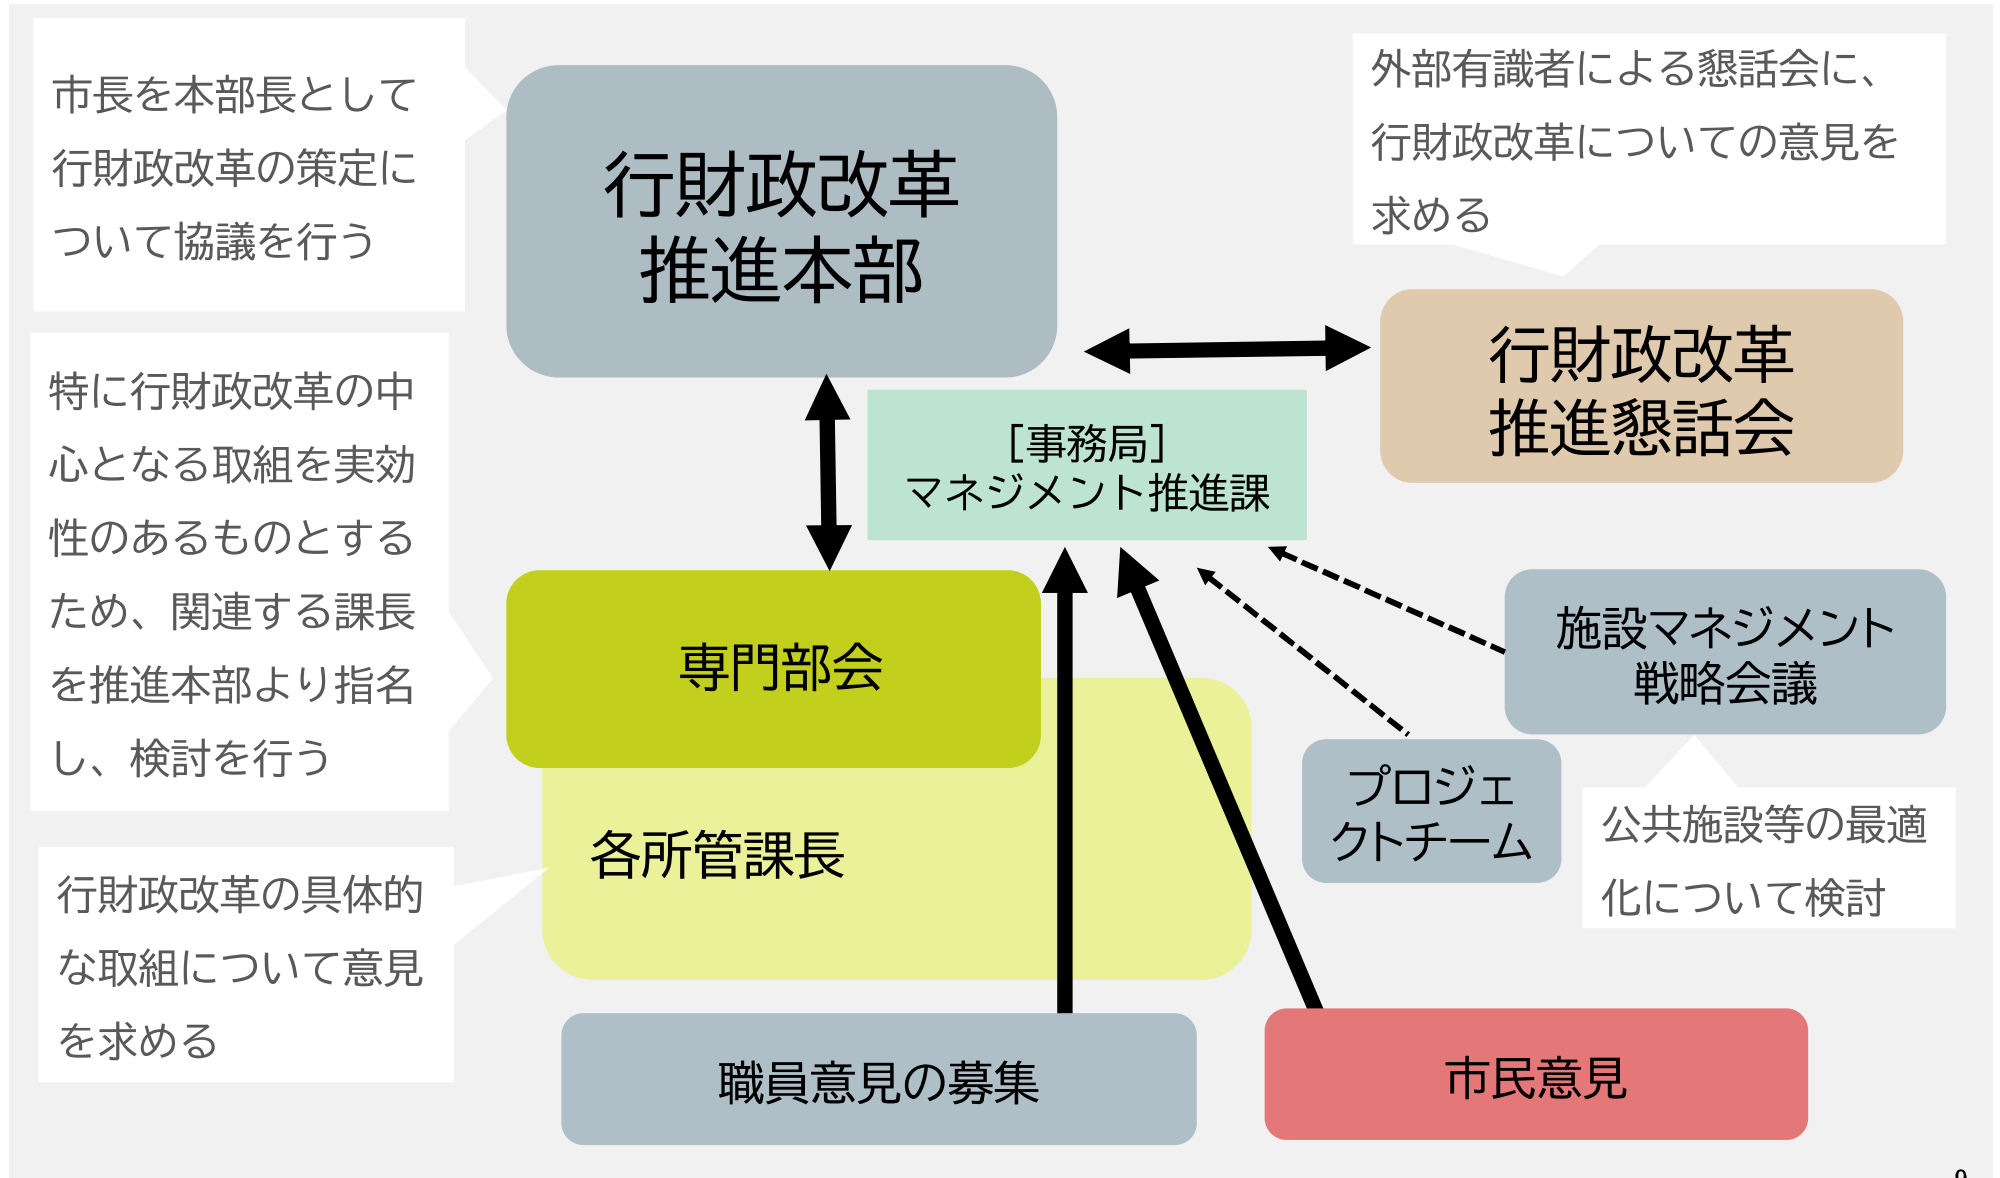 市長を本部長として
行財政改革の策定に
ついて協議を行う
行財政改革
推進本部
外部有識者による懇話会に、
行財政改革についての意見を
求める
行財政改革
推進懇話会
［事務局］
マネジメント推進課
特に行財政改革の中
心となる取組を実効
性のあるものとする
ため、関連する課長
を推進本部より指名
し、検討を行う
専門部会
施設マネジメント
戦略会議
プロジェ
クトチーム
公共施設等の最適
化について検討
各所管課長
行財政改革の具体的
な取組について意見
を求める
職員意見の募集
市民意見